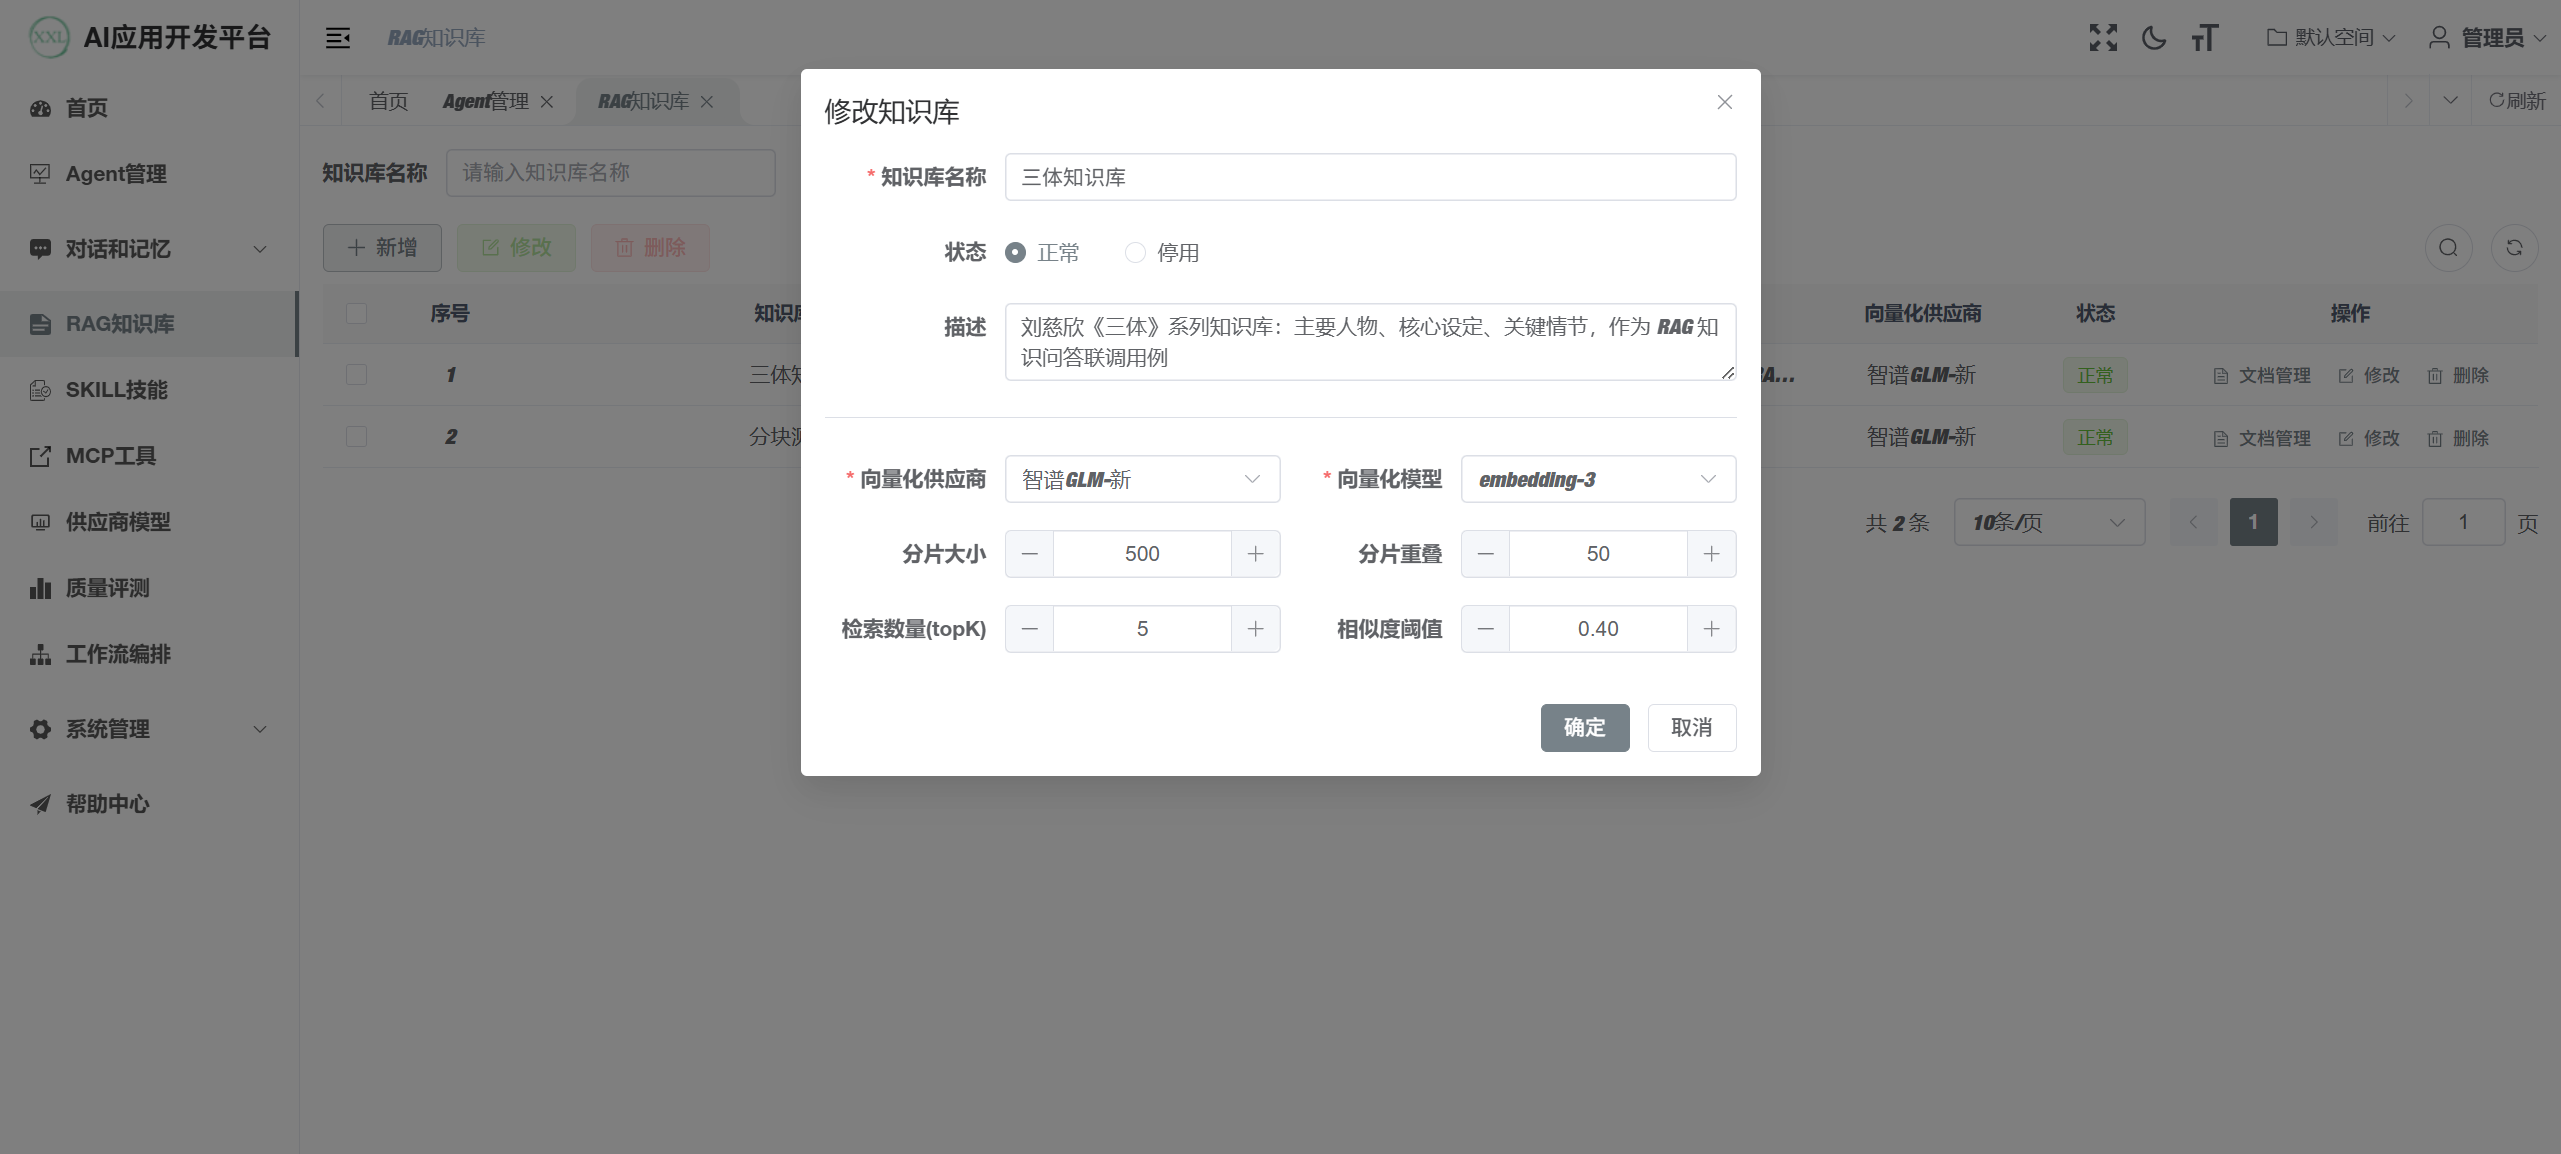 XXL
AI应用开发平台
RAG知识库
默认空间
管理员
首页
Agent管理
RAG知识库
刷新
首页
Agent管理
对话和记忆
RAG知识库
SKILL技能
MCP工具
供应商模型
质量评测
工作流编排
系统管理
帮助中心
知识库名称
请输入知识库名称
新增
修改
删除
序号
知识库
向量化供应商
状态
操作
1
三体知
A...
智谱GLM-新
正常
文档管理
修改
删除
2
分块测
智谱GLM-新
正常
文档管理
修改
删除
共 2 条
10条/页
1
前往
1
页
修改知识库
* 知识库名称
三体知识库
状态
正常
停用
描述
刘慈欣《三体》系列知识库：主要人物、核心设定、关键情节，作为 RAG 知
识问答联调用例
* 向量化供应商
智谱GLM-新
* 向量化模型
embedding-3
分片大小
500
分片重叠
50
检索数量(topK)
5
相似度阈值
0.40
确定
取消